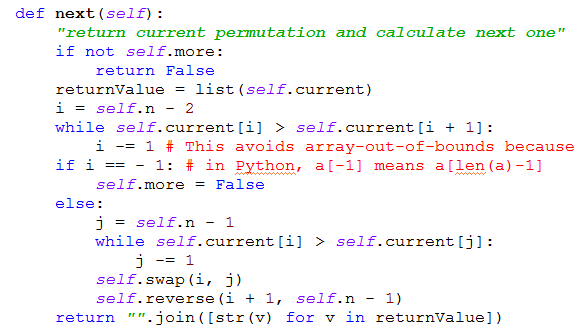 def next(self):
    "return current permutation and calculate next one"
    if not self.more:
        return False
    returnValue = list(self.current)
    i = self.n - 2
    while self.current[i] > self.current[i + 1]:
        i -= 1 # This avoids array-out-of-bounds because
    if i == - 1: # in Python, a[-1] means a[len(a)-1]
        self.more = False
    else:
        j = self.n - 1
        while self.current[i] > self.current[j]:
            j -= 1
        self.swap(i, j)
        self.reverse(i + 1, self.n - 1)
    return "".join([str(v) for v in returnValue])